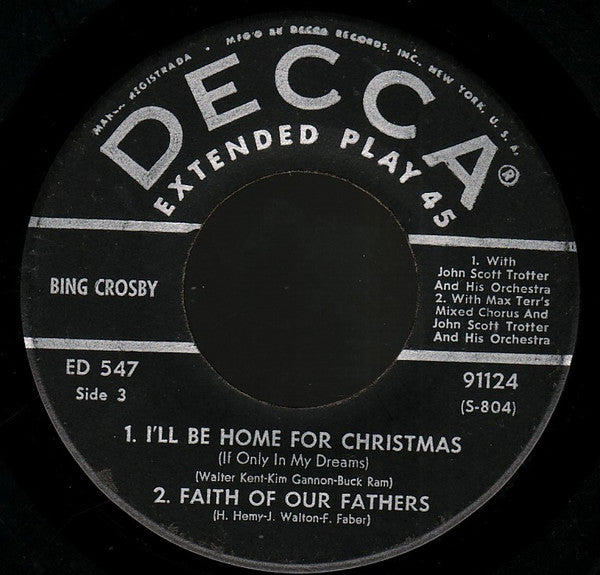 MARCA REGISTRADA • MFG'D BY DECCA RECORDS, INC., NEW YORK, U. S. A.
DECCA®
EXTENDED PLAY 45
BING CROSBY
1. With
John Scott Trotter
And His Orchestra
2. With Max Terr's
Mixed Chorus And
John Scott Trotter
And His Orchestra
ED 547
Side 3
91124
(S-804)
1. I'LL BE HOME FOR CHRISTMAS
(If Only In My Dreams)
(Walter Kent-Kim Gannon-Buck Ram)
2. FAITH OF OUR FATHERS
(H. Hemy-J. Walton-F. Faber)